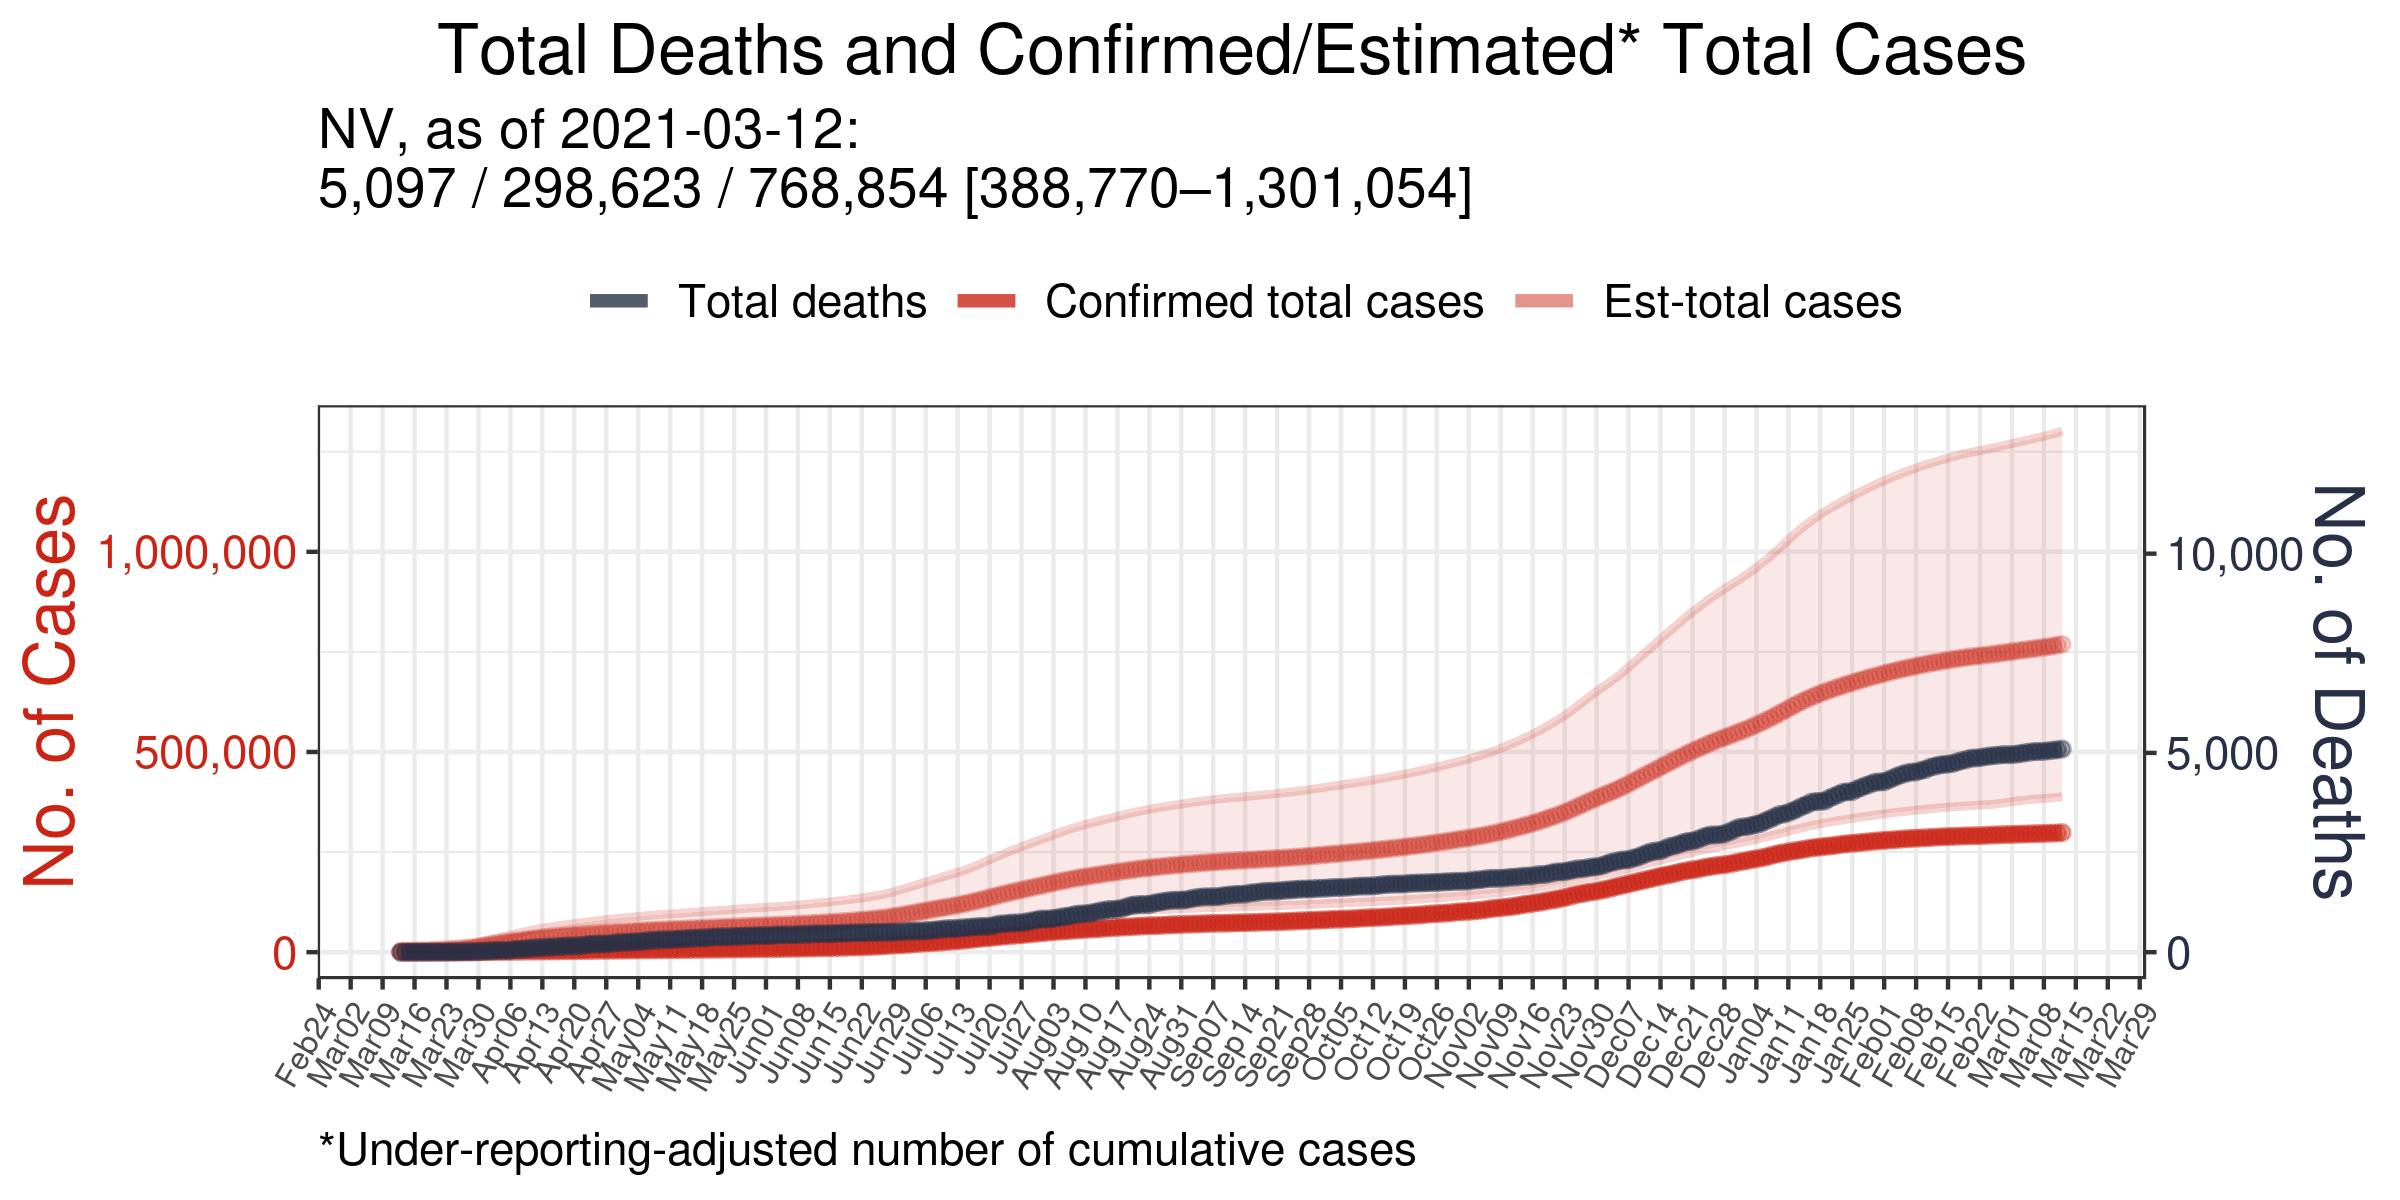 Total Deaths and Confirmed/Estimated* Total Cases
NV, as of 2021-03-12:
5,097 / 298,623 / 768,854 [388,770–1,301,054]
Total deaths
Confirmed total cases
Est-total cases
No. of Cases
1,000,000
500,000
0
10,000
5,000
0
No. of Deaths
Feb24
Mar02
Mar09
Mar16
Mar23
Mar30
Apr06
Apr13
Apr20
Apr27
May04
May11
May18
May25
Jun01
Jun08
Jun15
Jun22
Jun29
Jul06
Jul13
Jul20
Jul27
Aug03
Aug10
Aug17
Aug24
Aug31
Sep07
Sep14
Sep21
Sep28
Oct05
Oct12
Oct19
Oct26
Nov02
Nov09
Nov16
Nov23
Nov30
Dec07
Dec14
Dec21
Dec28
Jan04
Jan11
Jan18
Jan25
Feb01
Feb08
Feb15
Feb22
Mar01
Mar08
Mar15
Mar22
Mar29
*Under-reporting-adjusted number of cumulative cases